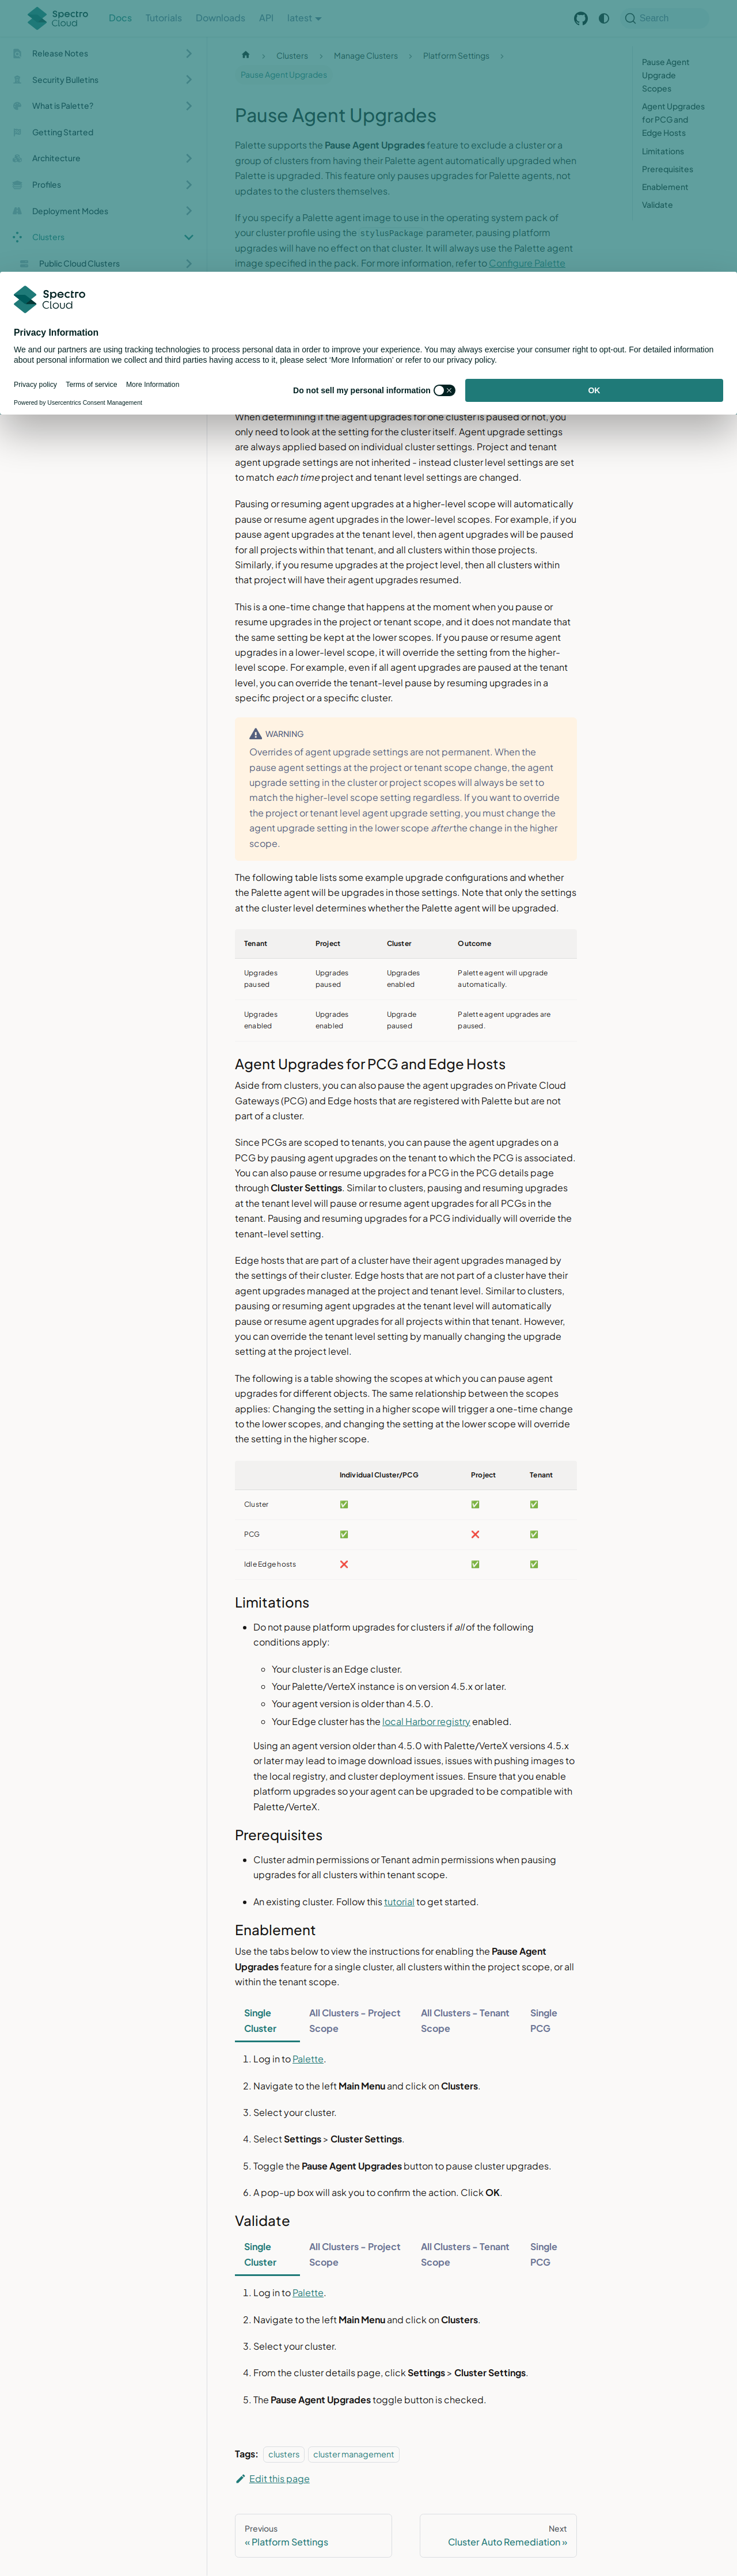 Spectro Cloud
Docs
Tutorials
Downloads
API
latest
Search
Release Notes
Security Bulletins
What is Palette?
Getting Started
Architecture
Profiles
Deployment Modes
Clusters
Public Cloud Clusters
Clusters
Manage Clusters
Platform Settings
Pause Agent Upgrades
Pause Agent Upgrades
Palette supports the Pause Agent Upgrades feature to exclude a cluster or a
group of clusters from having their Palette agent automatically upgraded when
Palette is upgraded. This feature only pauses upgrades for Palette agents, not
updates to the clusters themselves.
If you specify a Palette agent image to use in the operating system pack of
your cluster profile using the stylusPackage parameter, pausing platform
upgrades will have no effect on that cluster. It will always use the Palette agent
image specified in the pack. For more information, refer to Configure Palette
Pause Agent
Upgrade
Scopes
Agent Upgrades
for PCG and
Edge Hosts
Limitations
Prerequisites
Enablement
Validate
Spectro
Cloud
Privacy Information
We and our partners are using tracking technologies to process personal data in order to improve your experience. You may always exercise your consumer right to opt-out. For detailed information
about personal information we collect and third parties having access to it, please select 'More Information' or refer to our privacy policy.
Privacy policy
Terms of service
More Information
Do not sell my personal information
OK
Powered by Usercentrics Consent Management
When determining if the agent upgrades for one cluster is paused or not, you
only need to look at the setting for the cluster itself. Agent upgrade settings
are always applied based on individual cluster settings. Project and tenant
agent upgrade settings are not inherited - instead cluster level settings are set
to match each time project and tenant level settings are changed.
Pausing or resuming agent upgrades at a higher-level scope will automatically
pause or resume agent upgrades in the lower-level scopes. For example, if you
pause agent upgrades at the tenant level, then agent upgrades will be paused
for all projects within that tenant, and all clusters within those projects.
Similarly, if you resume upgrades at the project level, then all clusters within
that project will have their agent upgrades resumed.
This is a one-time change that happens at the moment when you pause or
resume upgrades in the project or tenant scope, and it does not mandate that
the same setting be kept at the lower scopes. If you pause or resume agent
upgrades in a lower-level scope, it will override the setting from the higher-
level scope. For example, even if all agent upgrades are paused at the tenant
level, you can override the tenant-level pause by resuming upgrades in a
specific project or a specific cluster.
WARNING
Overrides of agent upgrade settings are not permanent. When the
pause agent settings at the project or tenant scope change, the agent
upgrade setting in the cluster or project scopes will always be set to
match the higher-level scope setting regardless. If you want to override
the project or tenant level agent upgrade setting, you must change the
agent upgrade setting in the lower scope after the change in the higher
scope.
The following table lists some example upgrade configurations and whether
the Palette agent will be upgrades in those settings. Note that only the settings
at the cluster level determines whether the Palette agent will be upgraded.
Tenant Project Cluster Outcome
Upgrades paused Upgrades paused Upgrades enabled Palette agent will upgrade automatically.
Upgrades enabled Upgrades enabled Upgrade paused Palette agent upgrades are paused.
Agent Upgrades for PCG and Edge Hosts
Aside from clusters, you can also pause the agent upgrades on Private Cloud
Gateways (PCG) and Edge hosts that are registered with Palette but are not
part of a cluster.
Since PCGs are scoped to tenants, you can pause the agent upgrades on a
PCG by pausing agent upgrades on the tenant to which the PCG is associated.
You can also pause or resume upgrades for a PCG in the PCG details page
through Cluster Settings. Similar to clusters, pausing and resuming upgrades
at the tenant level will pause or resume agent upgrades for all PCGs in the
tenant. Pausing and resuming upgrades for a PCG individually will override the
tenant-level setting.
Edge hosts that are part of a cluster have their agent upgrades managed by
the settings of their cluster. Edge hosts that are not part of a cluster have their
agent upgrades managed at the project and tenant level. Similar to clusters,
pausing or resuming agent upgrades at the tenant level will automatically
pause or resume agent upgrades for all projects within that tenant. However,
you can override the tenant level setting by manually changing the upgrade
setting at the project level.
The following is a table showing the scopes at which you can pause agent
upgrades for different objects. The same relationship between the scopes
applies: Changing the setting in a higher scope will trigger a one-time change
to the lower scopes, and changing the setting at the lower scope will override
the setting in the higher scope.
Individual Cluster/PCG Project Tenant
Cluster ✅ ✅ ✅
PCG ✅ ❌ ✅
Idle Edge hosts ❌ ✅ ✅
Limitations
Do not pause platform upgrades for clusters if all of the following
conditions apply:
Your cluster is an Edge cluster.
Your Palette/VerteX instance is on version 4.5.x or later.
Your agent version is older than 4.5.0.
Your Edge cluster has the local Harbor registry enabled.
Using an agent version older than 4.5.0 with Palette/VerteX versions 4.5.x
or later may lead to image download issues, issues with pushing images to
the local registry, and cluster deployment issues. Ensure that you enable
platform upgrades so your agent can be upgraded to be compatible with
Palette/VerteX.
Prerequisites
Cluster admin permissions or Tenant admin permissions when pausing
upgrades for all clusters within tenant scope.
An existing cluster. Follow this tutorial to get started.
Enablement
Use the tabs below to view the instructions for enabling the Pause Agent
Upgrades feature for a single cluster, all clusters within the project scope, or all
within the tenant scope.
Single Cluster
All Clusters - Project Scope
All Clusters - Tenant Scope
Single PCG
1. Log in to Palette.
2. Navigate to the left Main Menu and click on Clusters.
3. Select your cluster.
4. Select Settings > Cluster Settings.
5. Toggle the Pause Agent Upgrades button to pause cluster upgrades.
6. A pop-up box will ask you to confirm the action. Click OK.
Validate
Single Cluster
All Clusters - Project Scope
All Clusters - Tenant Scope
Single PCG
1. Log in to Palette.
2. Navigate to the left Main Menu and click on Clusters.
3. Select your cluster.
4. From the cluster details page, click Settings > Cluster Settings.
5. The Pause Agent Upgrades toggle button is checked.
Tags: clusters cluster management
Edit this page
Previous
« Platform Settings
Next
Cluster Auto Remediation »